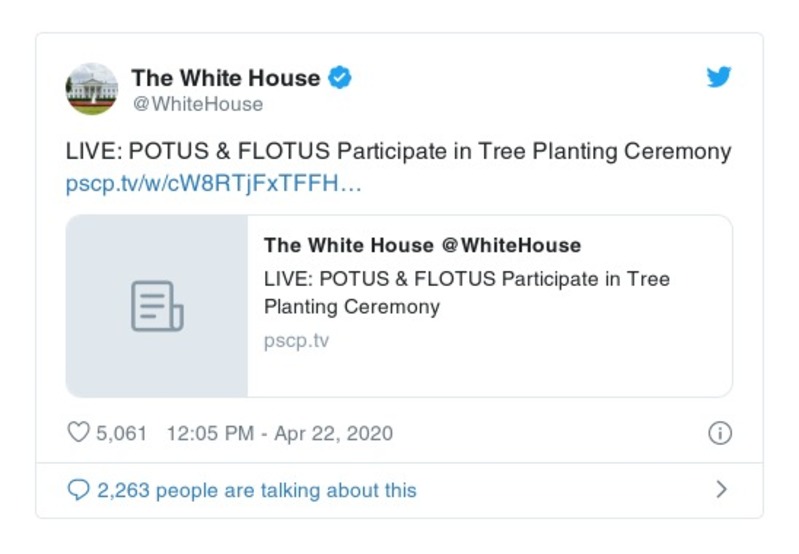 The White House
@WhiteHouse
LIVE: POTUS & FLOTUS Participate in Tree Planting Ceremony
pscp.tv/w/cW8RTjFxTFFH…
The White House @WhiteHouse
LIVE: POTUS & FLOTUS Participate in Tree
Planting Ceremony
pscp.tv
5,061 12:05 PM - Apr 22, 2020
2,263 people are talking about this